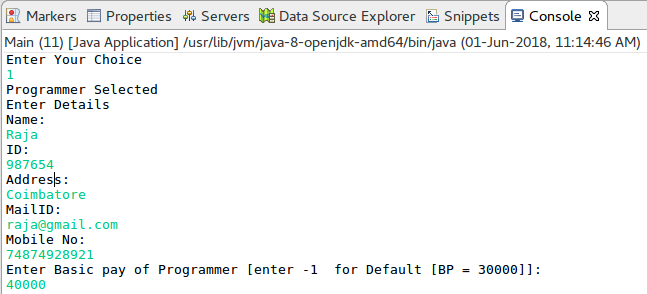 Markers Properties Servers Data Source Explorer Snippets Console
Main (11) [Java Application] /usr/lib/jvm/java-8-openjdk-amd64/bin/java (01-Jun-2018, 11:14:46 AM)
Enter Your Choice
1
Programmer Selected
Enter Details
Name:
Raja
ID:
987654
Address:
Coimbatore
MailID:
raja@gmail.com
Mobile No:
74874928921
Enter Basic pay of Programmer [enter -1  for Default [BP = 30000]]:
40000